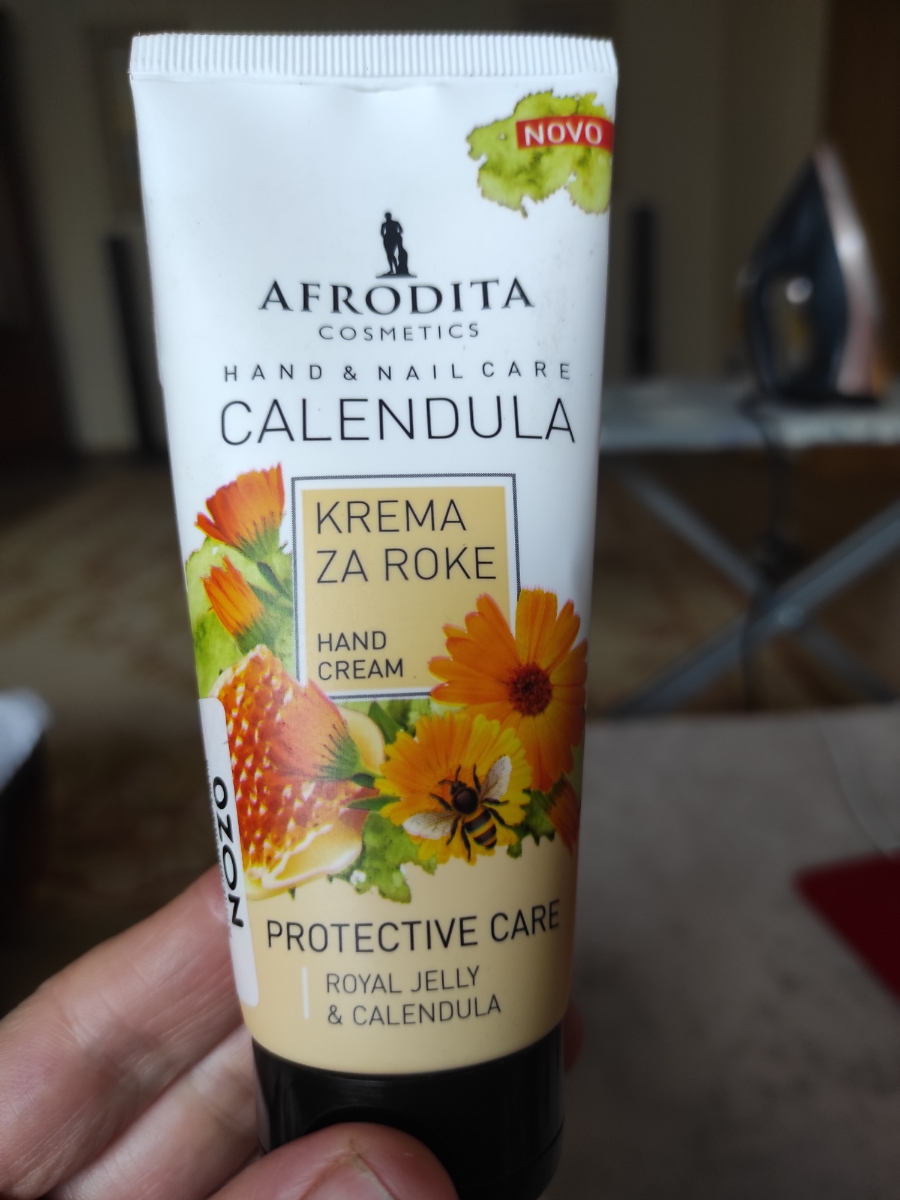 NOVO
AFRODITA
COSMETICS
HAND & NAIL CARE
CALENDULA
KREMA
ZA ROKE
HAND
CREAM
OZON
PROTECTIVE CARE
ROYAL JELLY
& CALENDULA